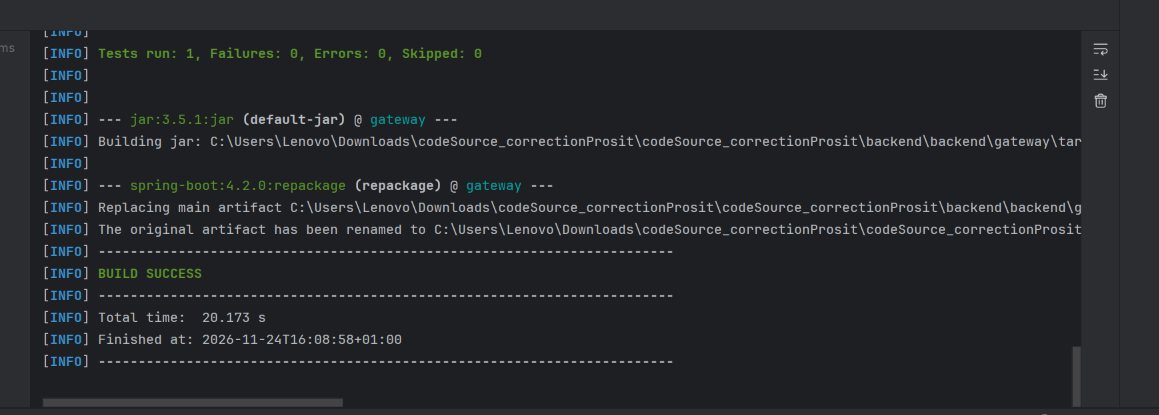 [INFO]
ms
[INFO] Tests run: 1, Failures: 0, Errors: 0, Skipped: 0
[INFO]
[INFO]
[INFO] --- jar:3.5.1:jar (default-jar) @ gateway ---
[INFO] Building jar: C:\Users\Lenovo\Downloads\codeSource_correctionProsit\codeSource_correctionProsit\backend\backend\gateway\tar
[INFO]
[INFO] --- spring-boot:4.2.0:repackage (repackage) @ gateway ---
[INFO] Replacing main artifact C:\Users\Lenovo\Downloads\codeSource_correctionProsit\codeSource_correctionProsit\backend\backend\g
[INFO] The original artifact has been renamed to C:\Users\Lenovo\Downloads\codeSource_correctionProsit\codeSource_correctionProsit
[INFO] ------------------------------------------------------------------------
[INFO] BUILD SUCCESS
[INFO] ------------------------------------------------------------------------
[INFO] Total time:  20.173 s
[INFO] Finished at: 2026-11-24T16:08:58+01:00
[INFO] ------------------------------------------------------------------------